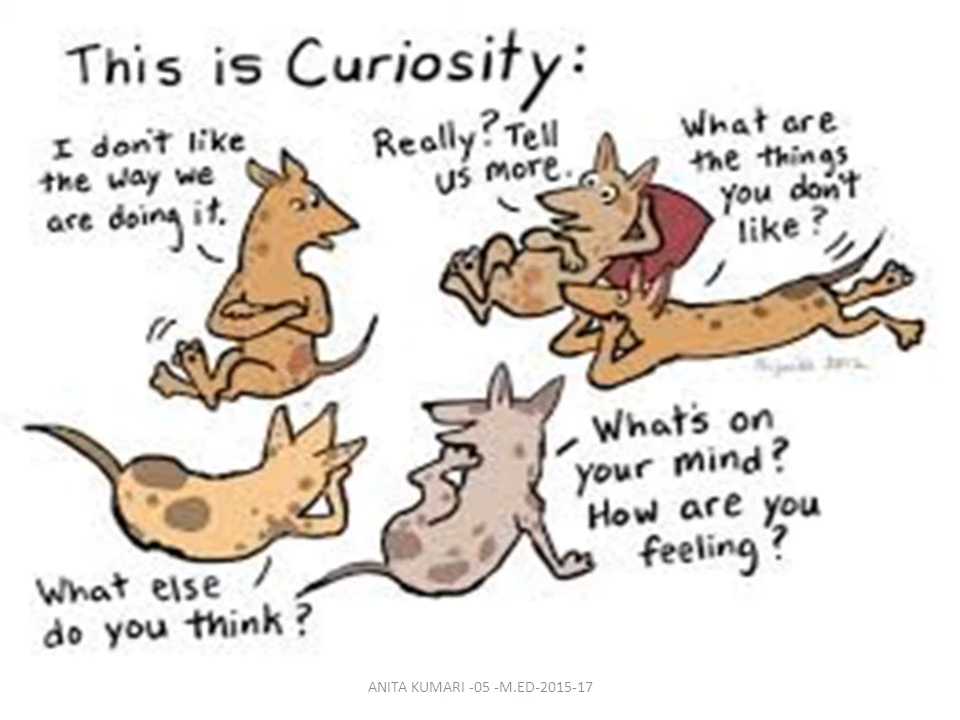 This is Curiosity:
I don't like
the way we
are doing it.
Really? Tell
us more.
What are
the things
you don't
like?
What's on
your mind?
How are you
feeling?
What else
do you think?
2012
ANITA KUMARI -05 -M.ED-2015-17